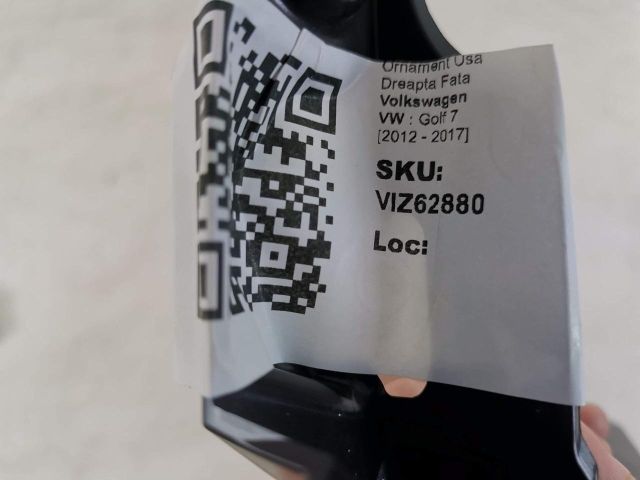 Ornament Usa
Dreapta Fata
Volkswagen
VW : Golf 7
[2012 - 2017]
SKU:
VIZ62880
Loc: